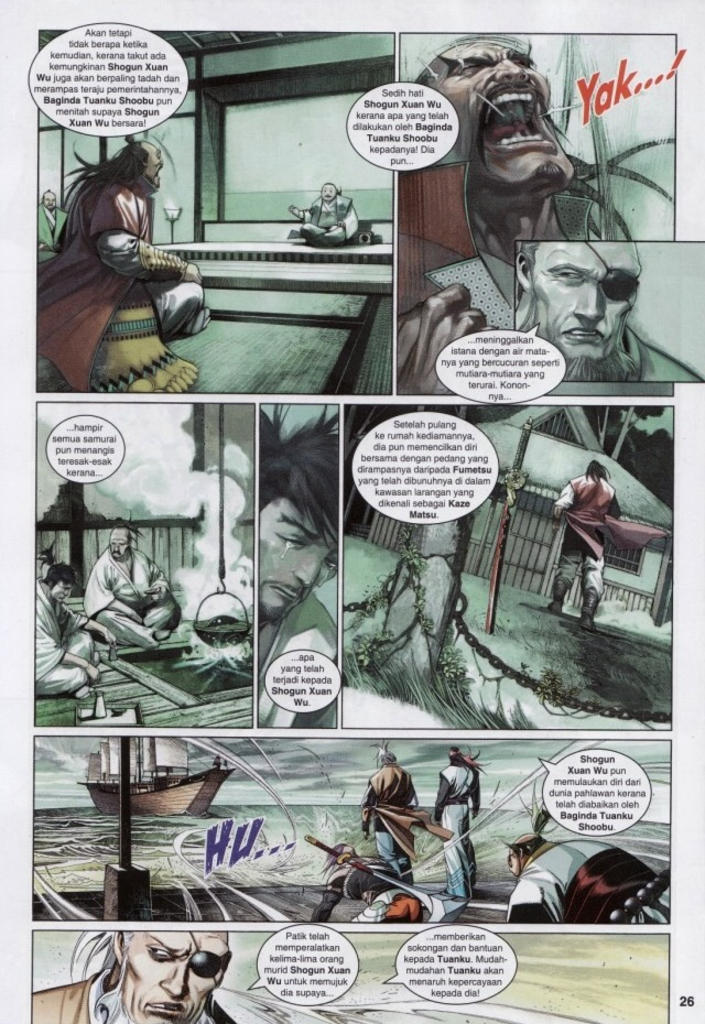 Akan tetapi
tidak berapa ketika
kemudian, kerana takut ada
kemungkinan Shogun Xuan
Wu juga akan berpaling tadah dan
merampas teraju pemerintahannya,
Baginda Tuanku Shoobu pun
menitah supaya Shogun
Xuan Wu bersara!
Sedih hati
Shogun Xuan Wu
kerana apa yang telah
dilakukan oleh Baginda
Tuanku Shoobu
kepadanya! Dia
pun...
Yak....!
...meninggalkan
istana dengan air mata-
nya yang bercucuran seperti
mutiara-mutiara yang
terurai. Konon-
nya...
...hampir
semua samurai
pun menangis
teresak-esak
kerana...
...apa
yang telah
terjadi kepada
Shogun Xuan
Wu.
Setelah pulang
ke rumah kediamannya,
dia pun memencilkan diri
bersama dengan pedang yang
dirampasnya daripada Fumetsu
yang telah dibunuhnya di dalam
kawasan larangan yang
dikenali sebagai Kaze
Matsu.
HU...
Shogun
Xuan Wu pun
memulaukan diri dari
dunia pahlawan kerana
telah diabaikan oleh
Baginda Tuanku
Shoobu.
Patik telah
memperalatkan
kelima-lima orang
murid Shogun Xuan
Wu untuk memujuk
dia supaya...
...memberikan
sokongan dan bantuan
kepada Tuanku. Mudah-
mudahan Tuanku akan
menaruh kepercayaan
kepada dia!
26